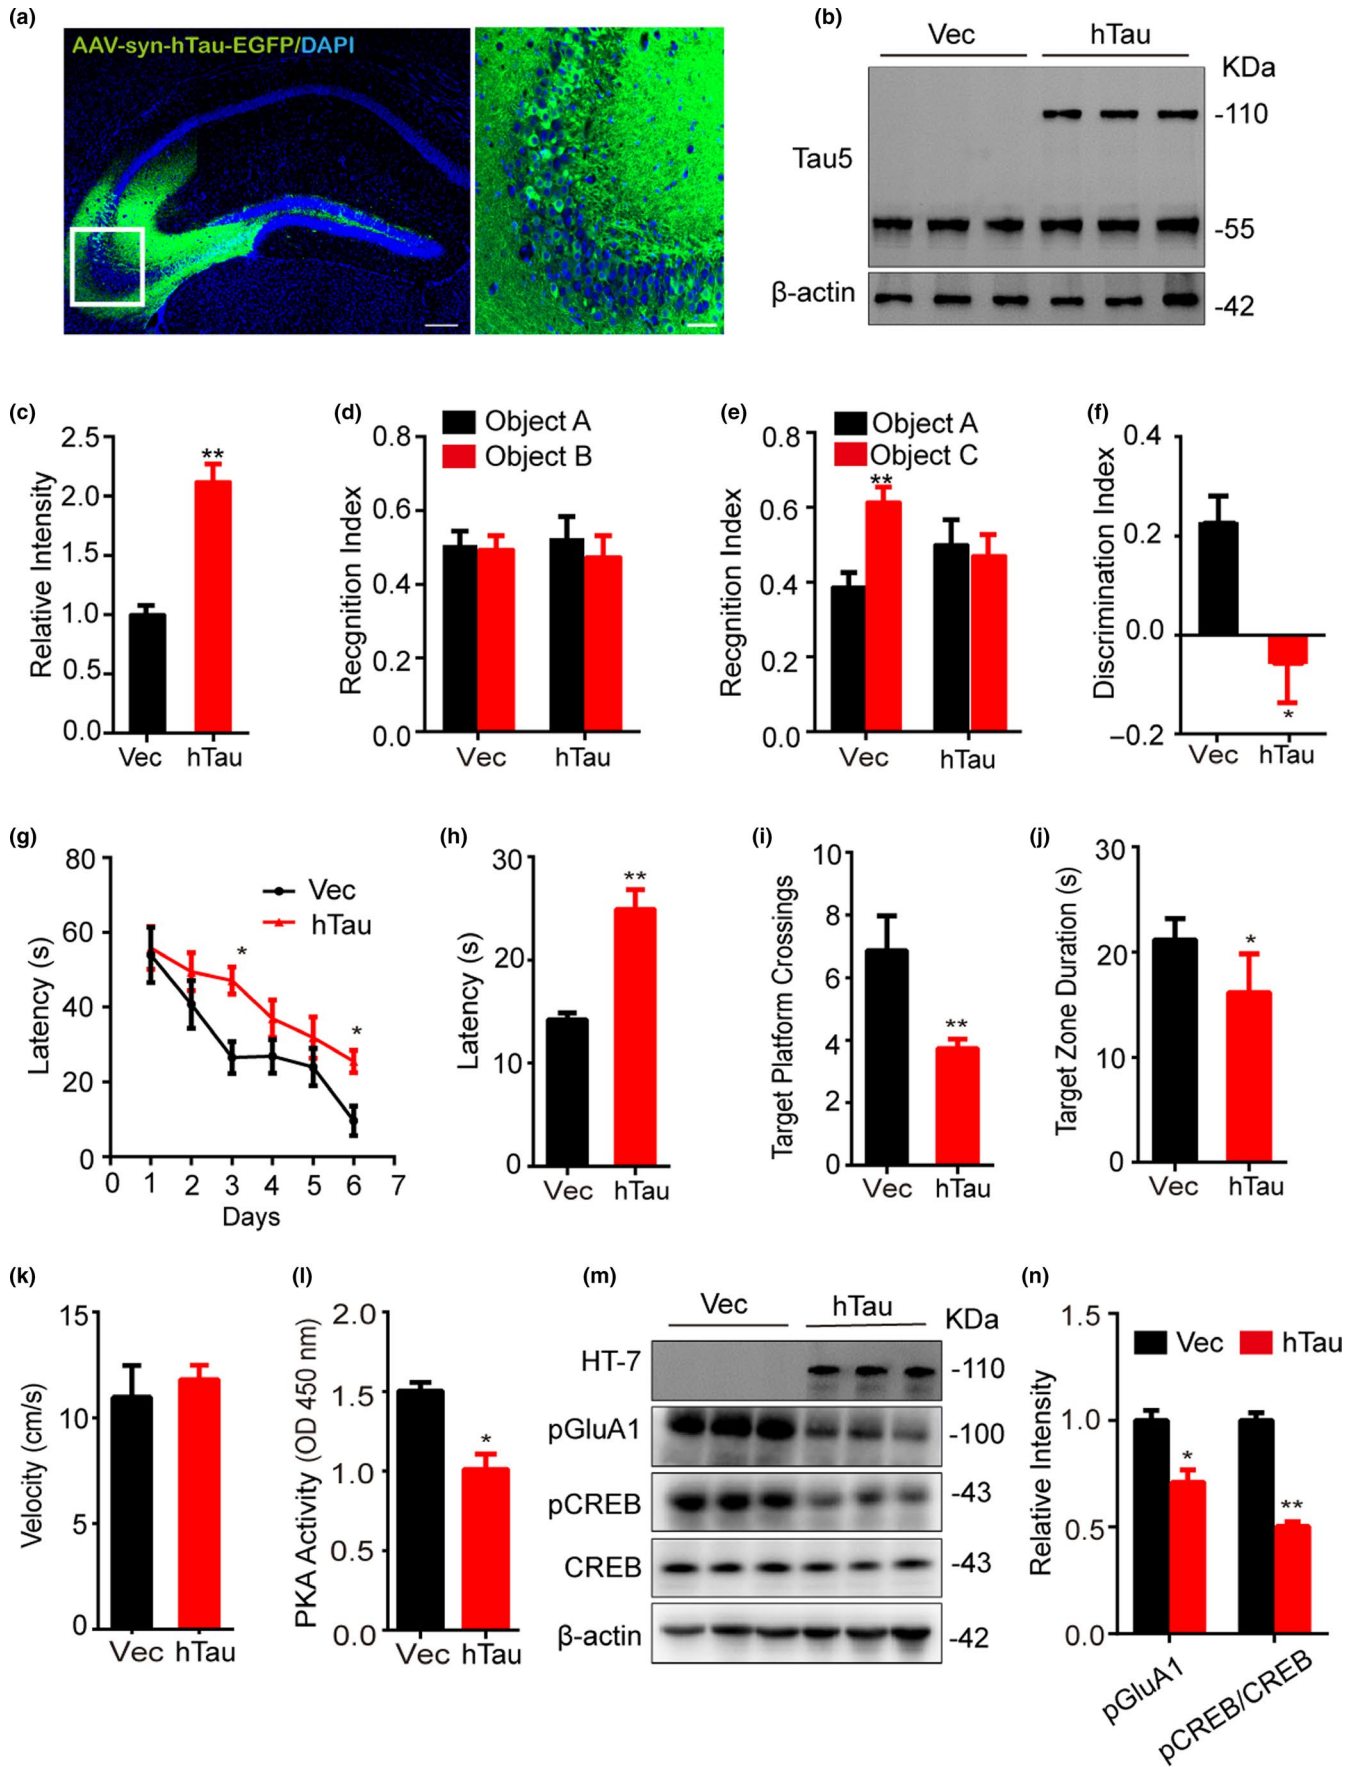 (a)
AAV-syn-hTau-EGFP/DAPI
(b)
Vec hTau
KDa
Tau5
-110
-55
β-actin
-42
(c)
Relative Intensity
2.5
2.0
1.5
1.0
0.5
0.0
**
Vec hTau
(d)
Object A
Object B
Recgnition Index
0.8
0.6
0.4
0.2
0.0
Vec hTau
(e)
Object A
Object C
Recgnition Index
0.8
0.6
0.4
0.2
0.0
**
Vec hTau
(f)
Discrimination Index
0.4
0.2
0.0
–0.2
*
Vec hTau
(g)
Latency (s)
80
60
40
20
0
Vec
hTau
*
*
0 1 2 3 4 5 6 7
Days
(h)
Latency (s)
30
20
10
0
**
Vec hTau
(i)
Target Platform Crossings
10
8
6
4
2
0
**
Vec hTau
(j)
Target Zone Duration (s)
30
20
10
0
*
Vec hTau
(k)
Velocity (cm/s)
15
10
5
0
Vec hTau
(l)
PKA Activity (OD 450 nm)
2.0
1.5
1.0
0.5
0.0
*
Vec hTau
(m)
Vec hTau
KDa
HT-7 -110
pGluA1 -100
pCREB -43
CREB -43
β-actin -42
(n)
Relative Intensity
1.5
1.0
0.5
0.0
Vec hTau
*
**
pGluA1
pCREB/CREB